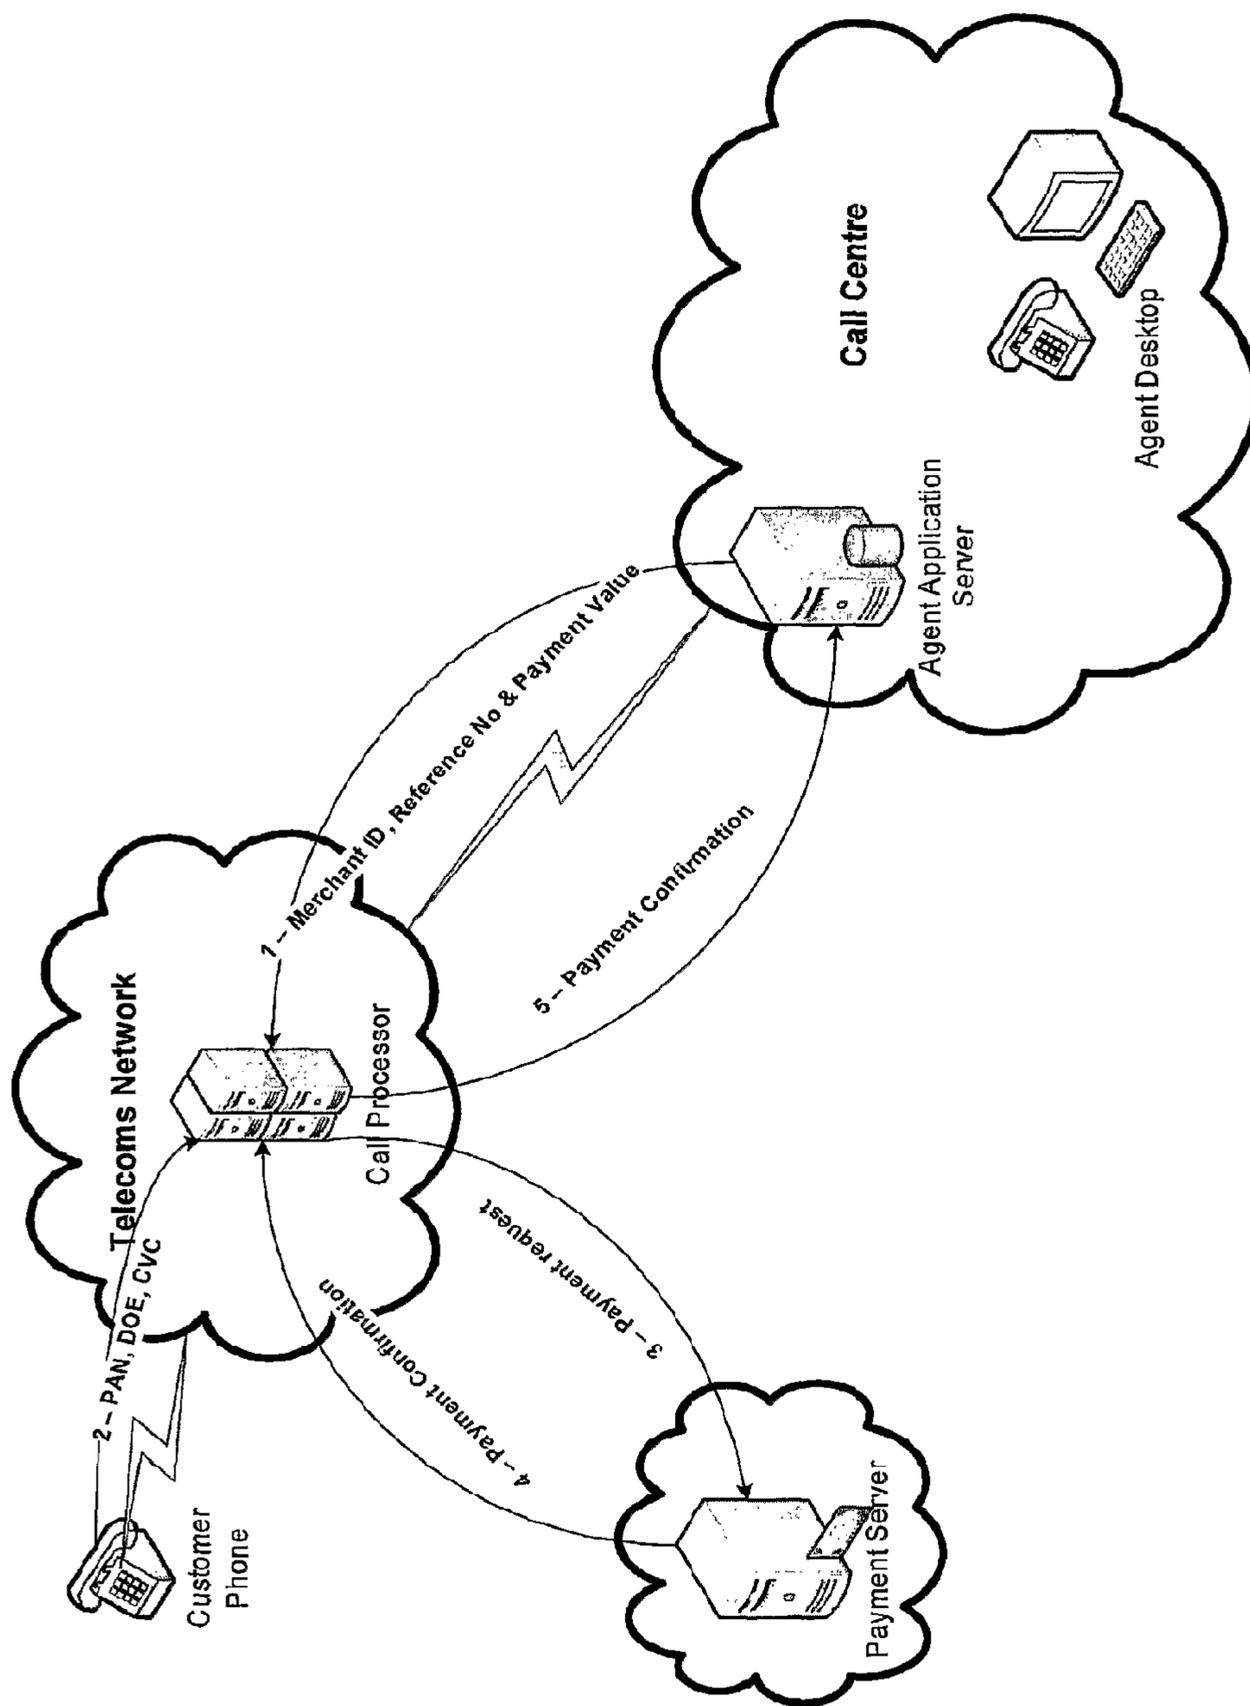 Customer
Phone
2 – PAN, DOE, CVC
Telecoms Network
Call Processor
1 – Merchant ID, Reference No & Payment Value
4 – Payment Confirmation
3 – Payment request
5 – Payment Confirmation
Payment Server
Call Centre
Agent Application
Server
Agent Desktop